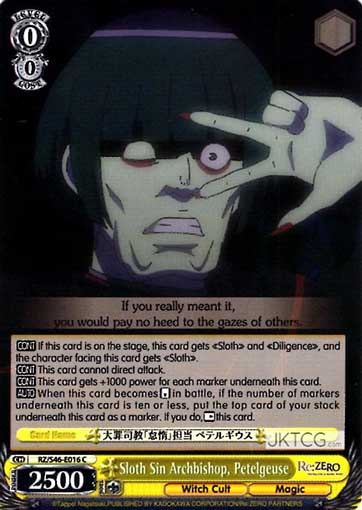 LEVEL
0
0
COST
If you really meant it,
you would pay no heed to the gazes of others.
CONT If this card is on the stage, this card gets «Sloth» and «Diligence», and
the character facing this card gets «Sloth».
CONT This card cannot direct attack.
CONT This card gets +1000 power for each marker underneath this card.
AUTO When this card becomes in battle, if the number of markers
underneath this card is ten or less, put the top card of your stock
underneath this card as a marker. If you do, this card.
Card Name 大罪司教「怠惰」担当 ペテルギウス
JKTCG
.com
CH RZ/S46-E016 C Sloth Sin Archbishop, Petelgeuse Re:ZERO
2500 Witch Cult Magic
©Tappei Nagatsuki,PUBLISHED BY KADOKAWA CORPORATION/Re:ZERO PARTNERS